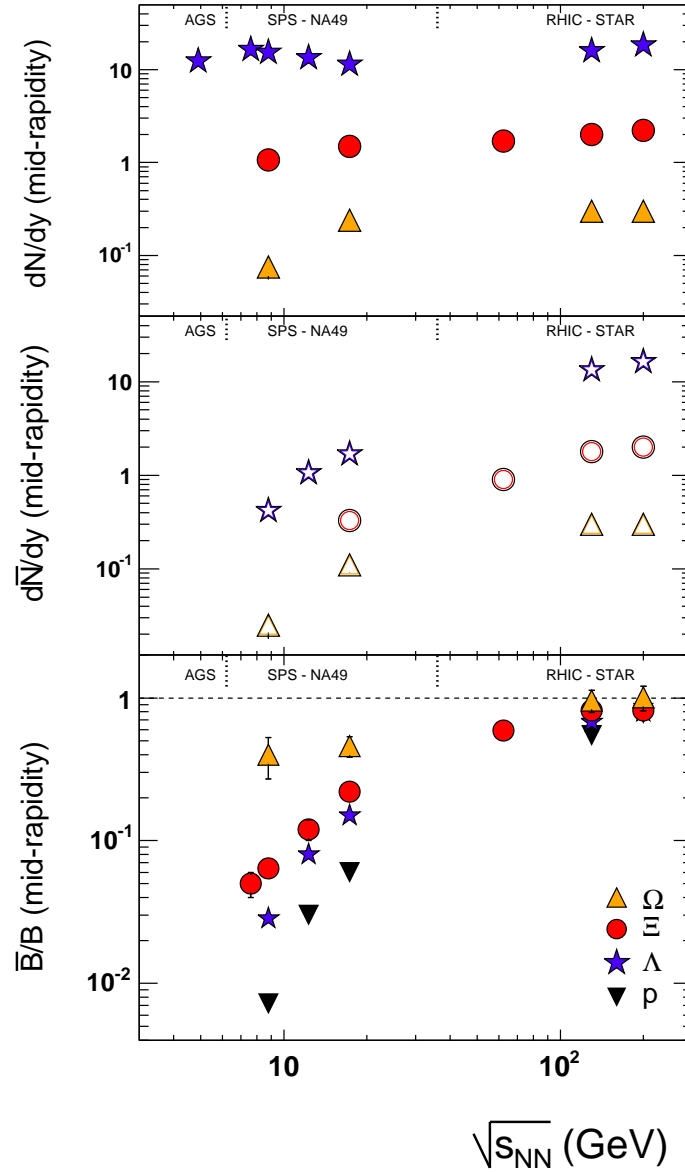 AGS SPS - NA49 RHIC - STAR
10
1
10⁻¹
dN/dy (mid-rapidity)
AGS SPS - NA49 RHIC - STAR
10
1
10⁻¹
dN̅/dy (mid-rapidity)
AGS SPS - NA49 RHIC - STAR
1
10⁻¹
10⁻²
B̅/B (mid-rapidity)
Ω
Ξ
Λ
p
10 10²
√s_NN (GeV)